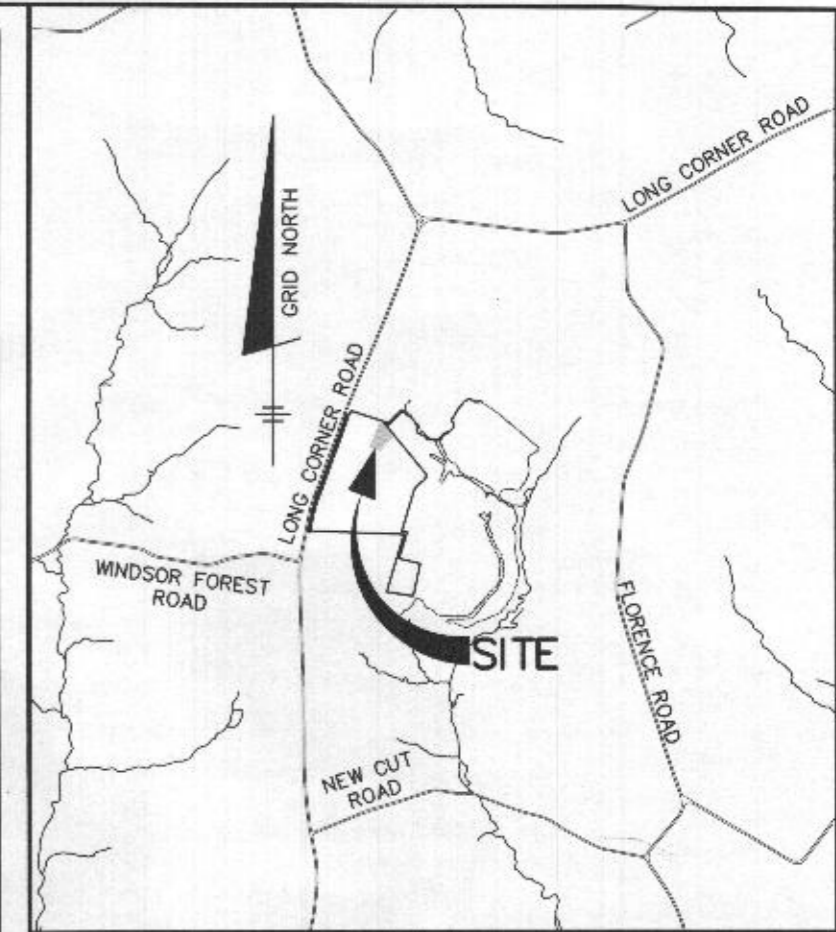 LONG CORNER ROAD
GRID NORTH
LONG CORNER ROAD
WINDSOR FOREST
ROAD
SITE
FLORENCE ROAD
NEW CUT
ROAD